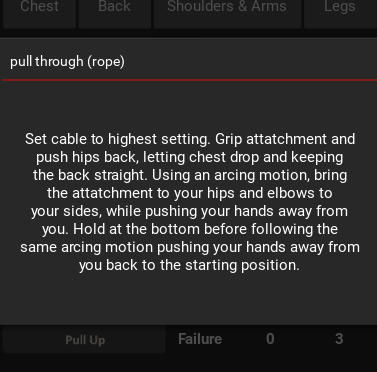 Chest Back Shoulders & Arms Legs
pull through (rope)
Set cable to highest setting. Grip attatchment and
push hips back, letting chest drop and keeping
the back straight. Using an arcing motion, bring
the attatchment to your hips and elbows to
your sides, while pushing your hands away from
you. Hold at the bottom before following the
same arcing motion pushing your hands away from
you back to the starting position.
Pull Up Failure 0 3